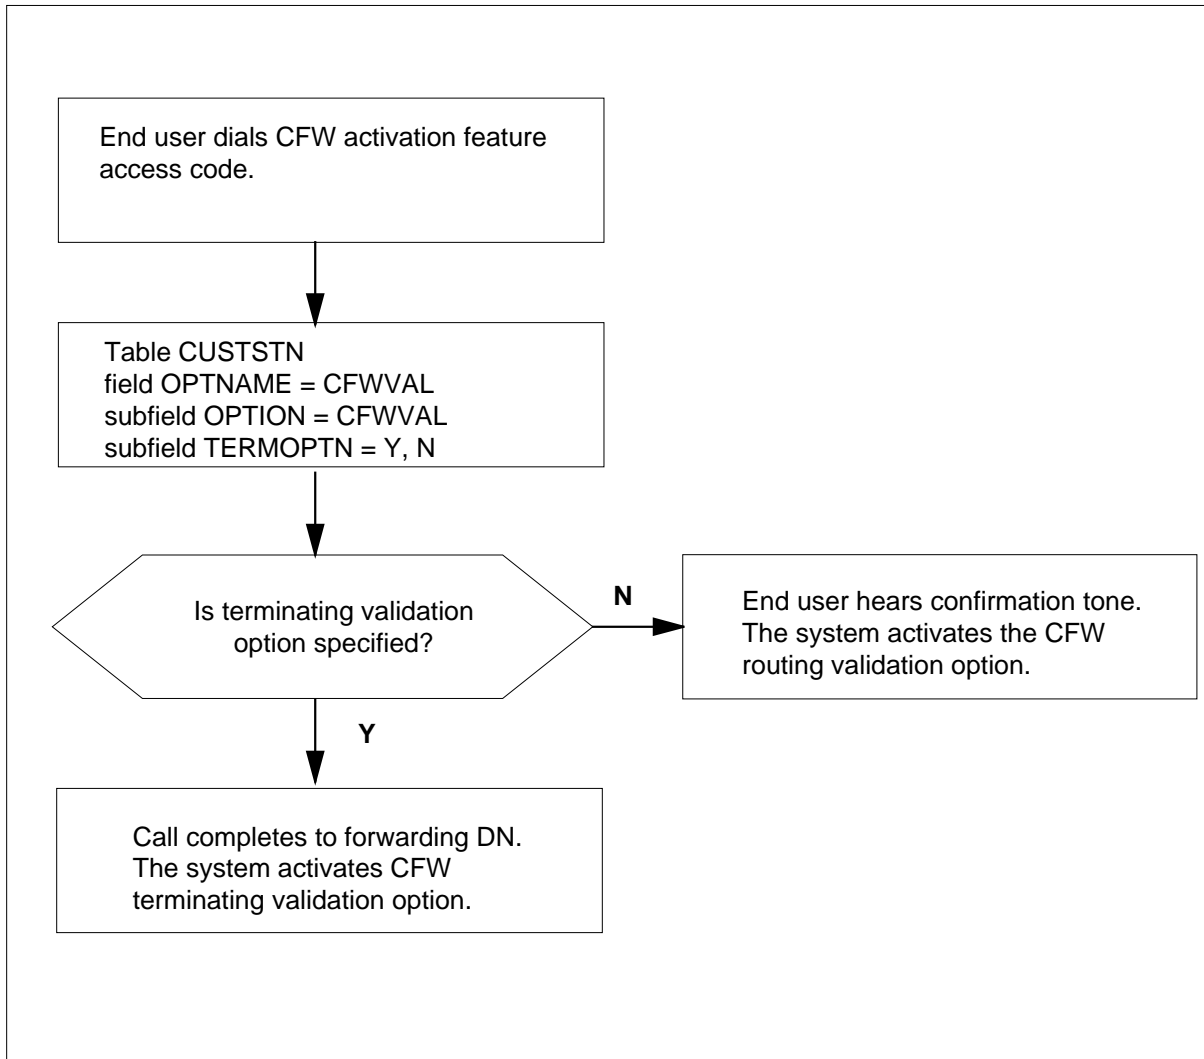 End user dials CFW activation feature
access code.
Table CUSTSTN
field OPTNAME = CFWVAL
subfield OPTION = CFWVAL
subfield TERMOPTN = Y, N
Is terminating validation
option specified?
N
End user hears confirmation tone.
The system activates the CFW
routing validation option.
Y
Call completes to forwarding DN.
The system activates CFW
terminating validation option.